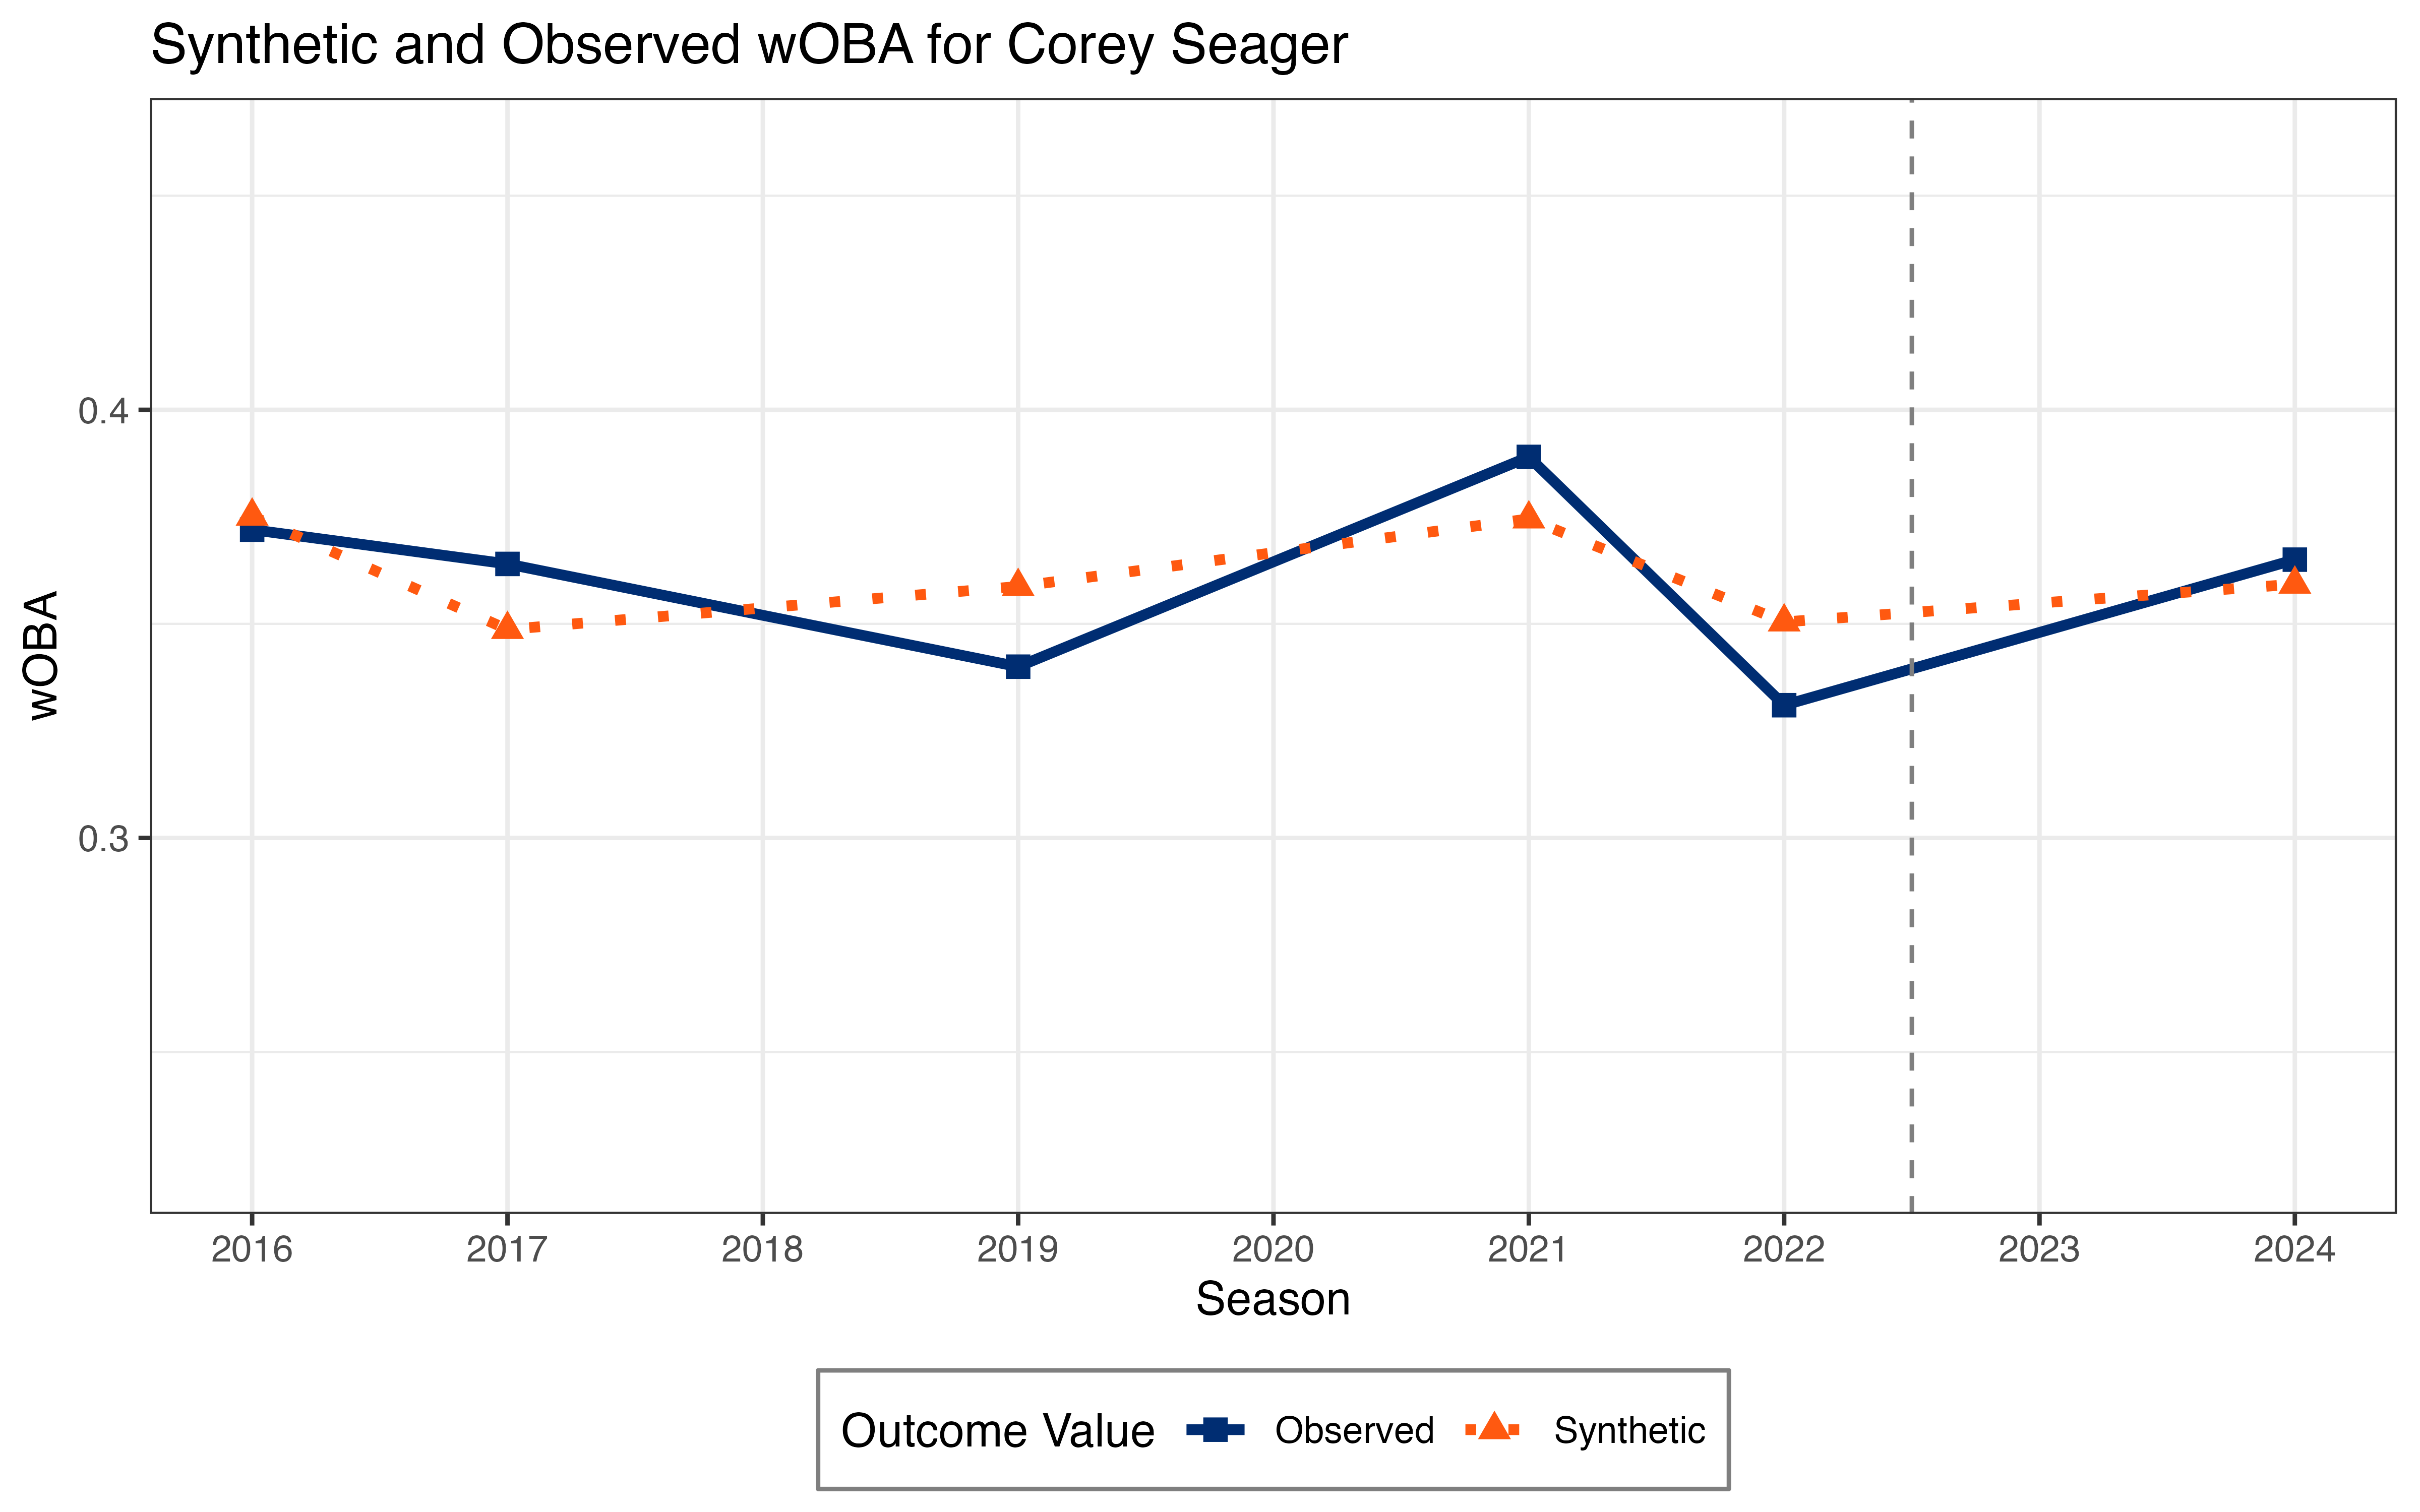 Synthetic and Observed wOBA for Corey Seager
wOBA
0.4
0.3
2016 2017 2018 2019 2020 2021 2022 2023 2024
Season
Outcome Value Observed Synthetic